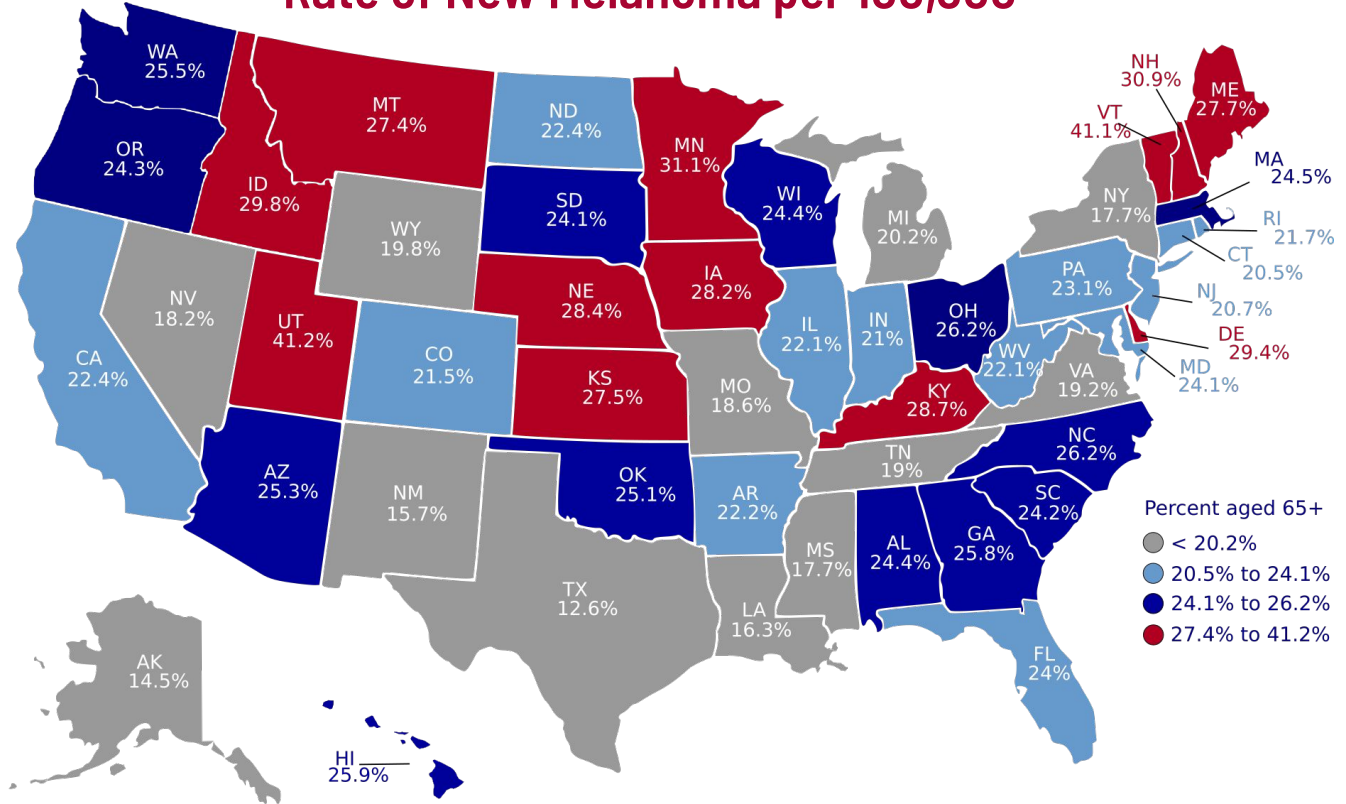 Rate of New Melanoma per 100,000
WA
25.5%
OR
24.3%
MT
27.4%
ID
29.8%
ND
22.4%
MN
31.1%
SD
24.1%
WI
24.4%
WY
19.8%
NV
18.2%
UT
41.2%
CA
22.4%
CO
21.5%
NE
28.4%
IA
28.2%
KS
27.5%
MO
18.6%
IL
22.1%
IN
21%
MI
20.2%
OH
26.2%
KY
28.7%
WV
22.1%
VA
19.2%
PA
23.1%
NY
17.7%
VT
41.1%
NH
30.9%
ME
27.7%
MA
24.5%
RI
21.7%
CT
20.5%
NJ
20.7%
DE
29.4%
MD
24.1%
AZ
25.3%
NM
15.7%
OK
25.1%
AR
22.2%
TN
19%
NC
26.2%
SC
24.2%
GA
25.8%
AL
24.4%
MS
17.7%
LA
16.3%
TX
12.6%
FL
24%
AK
14.5%
HI
25.9%
Percent aged 65+
< 20.2%
20.5% to 24.1%
24.1% to 26.2%
27.4% to 41.2%